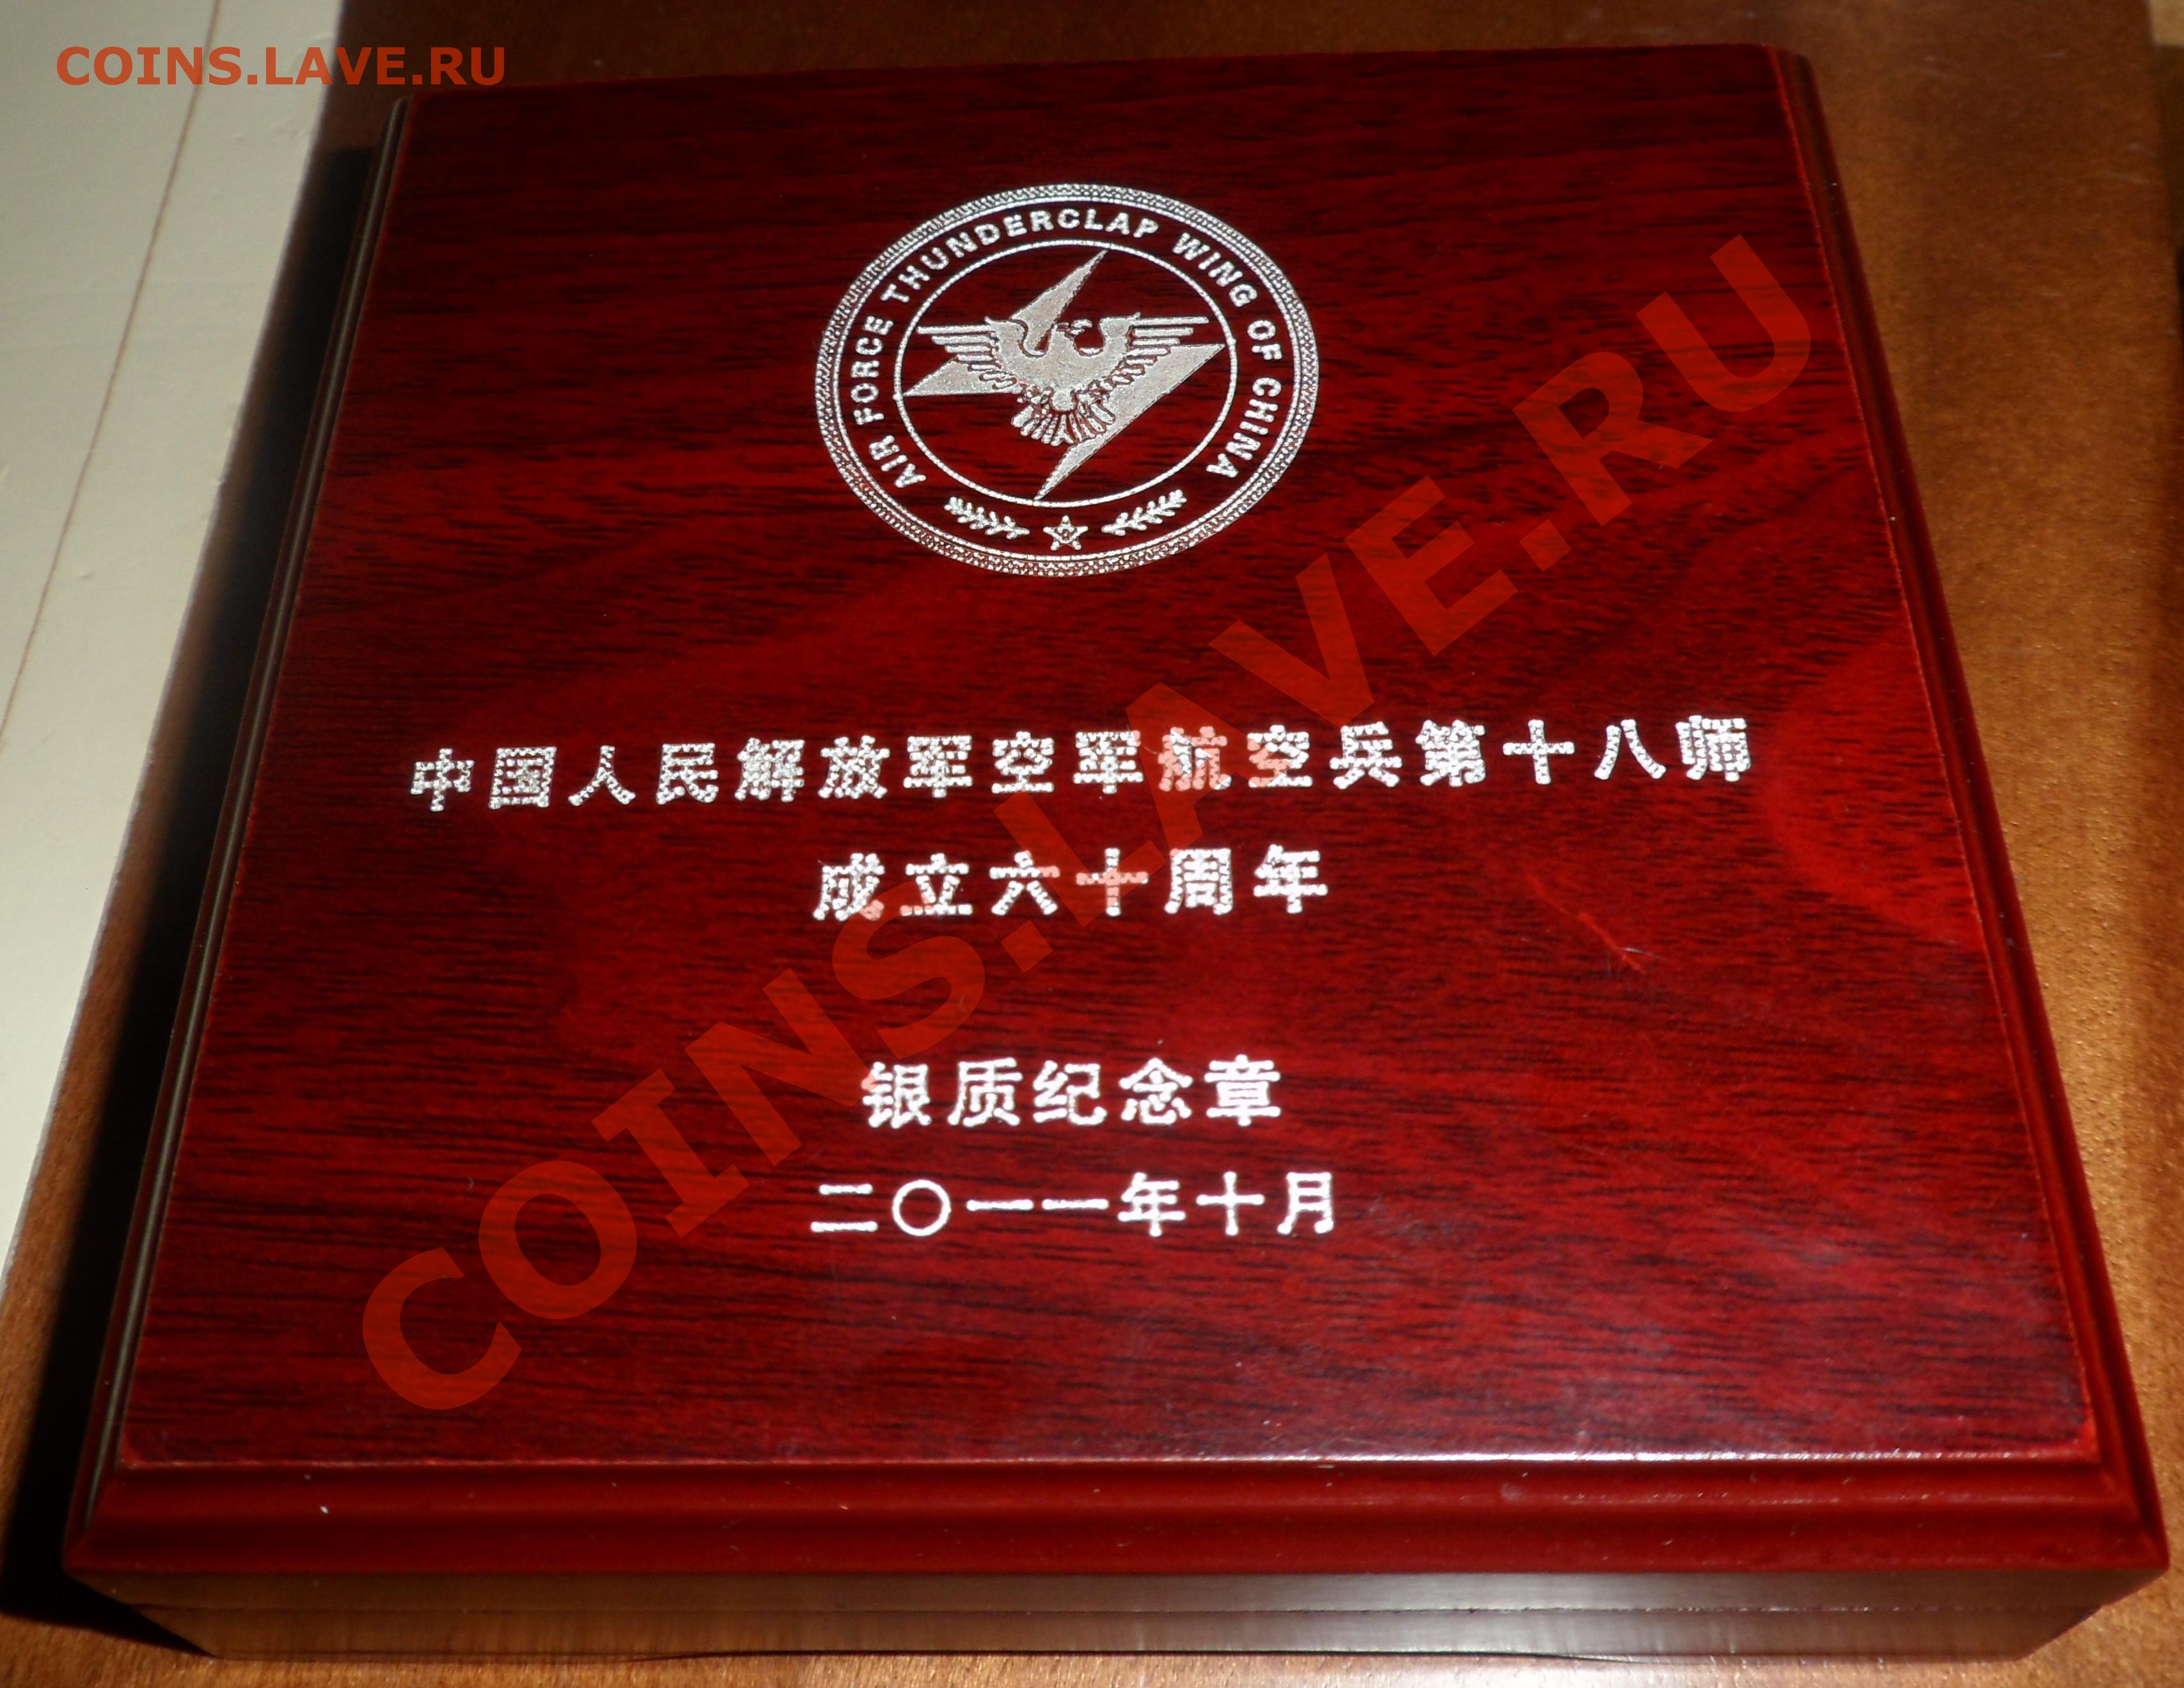 COINS.LAVE.RU
AIR FORCE THUNDERCLAP WING OF CHINA
中国人民解放军空军航空兵第十八师
成立六十周年
银质纪念章
二〇一一年十月
COINS.LAVE.RU